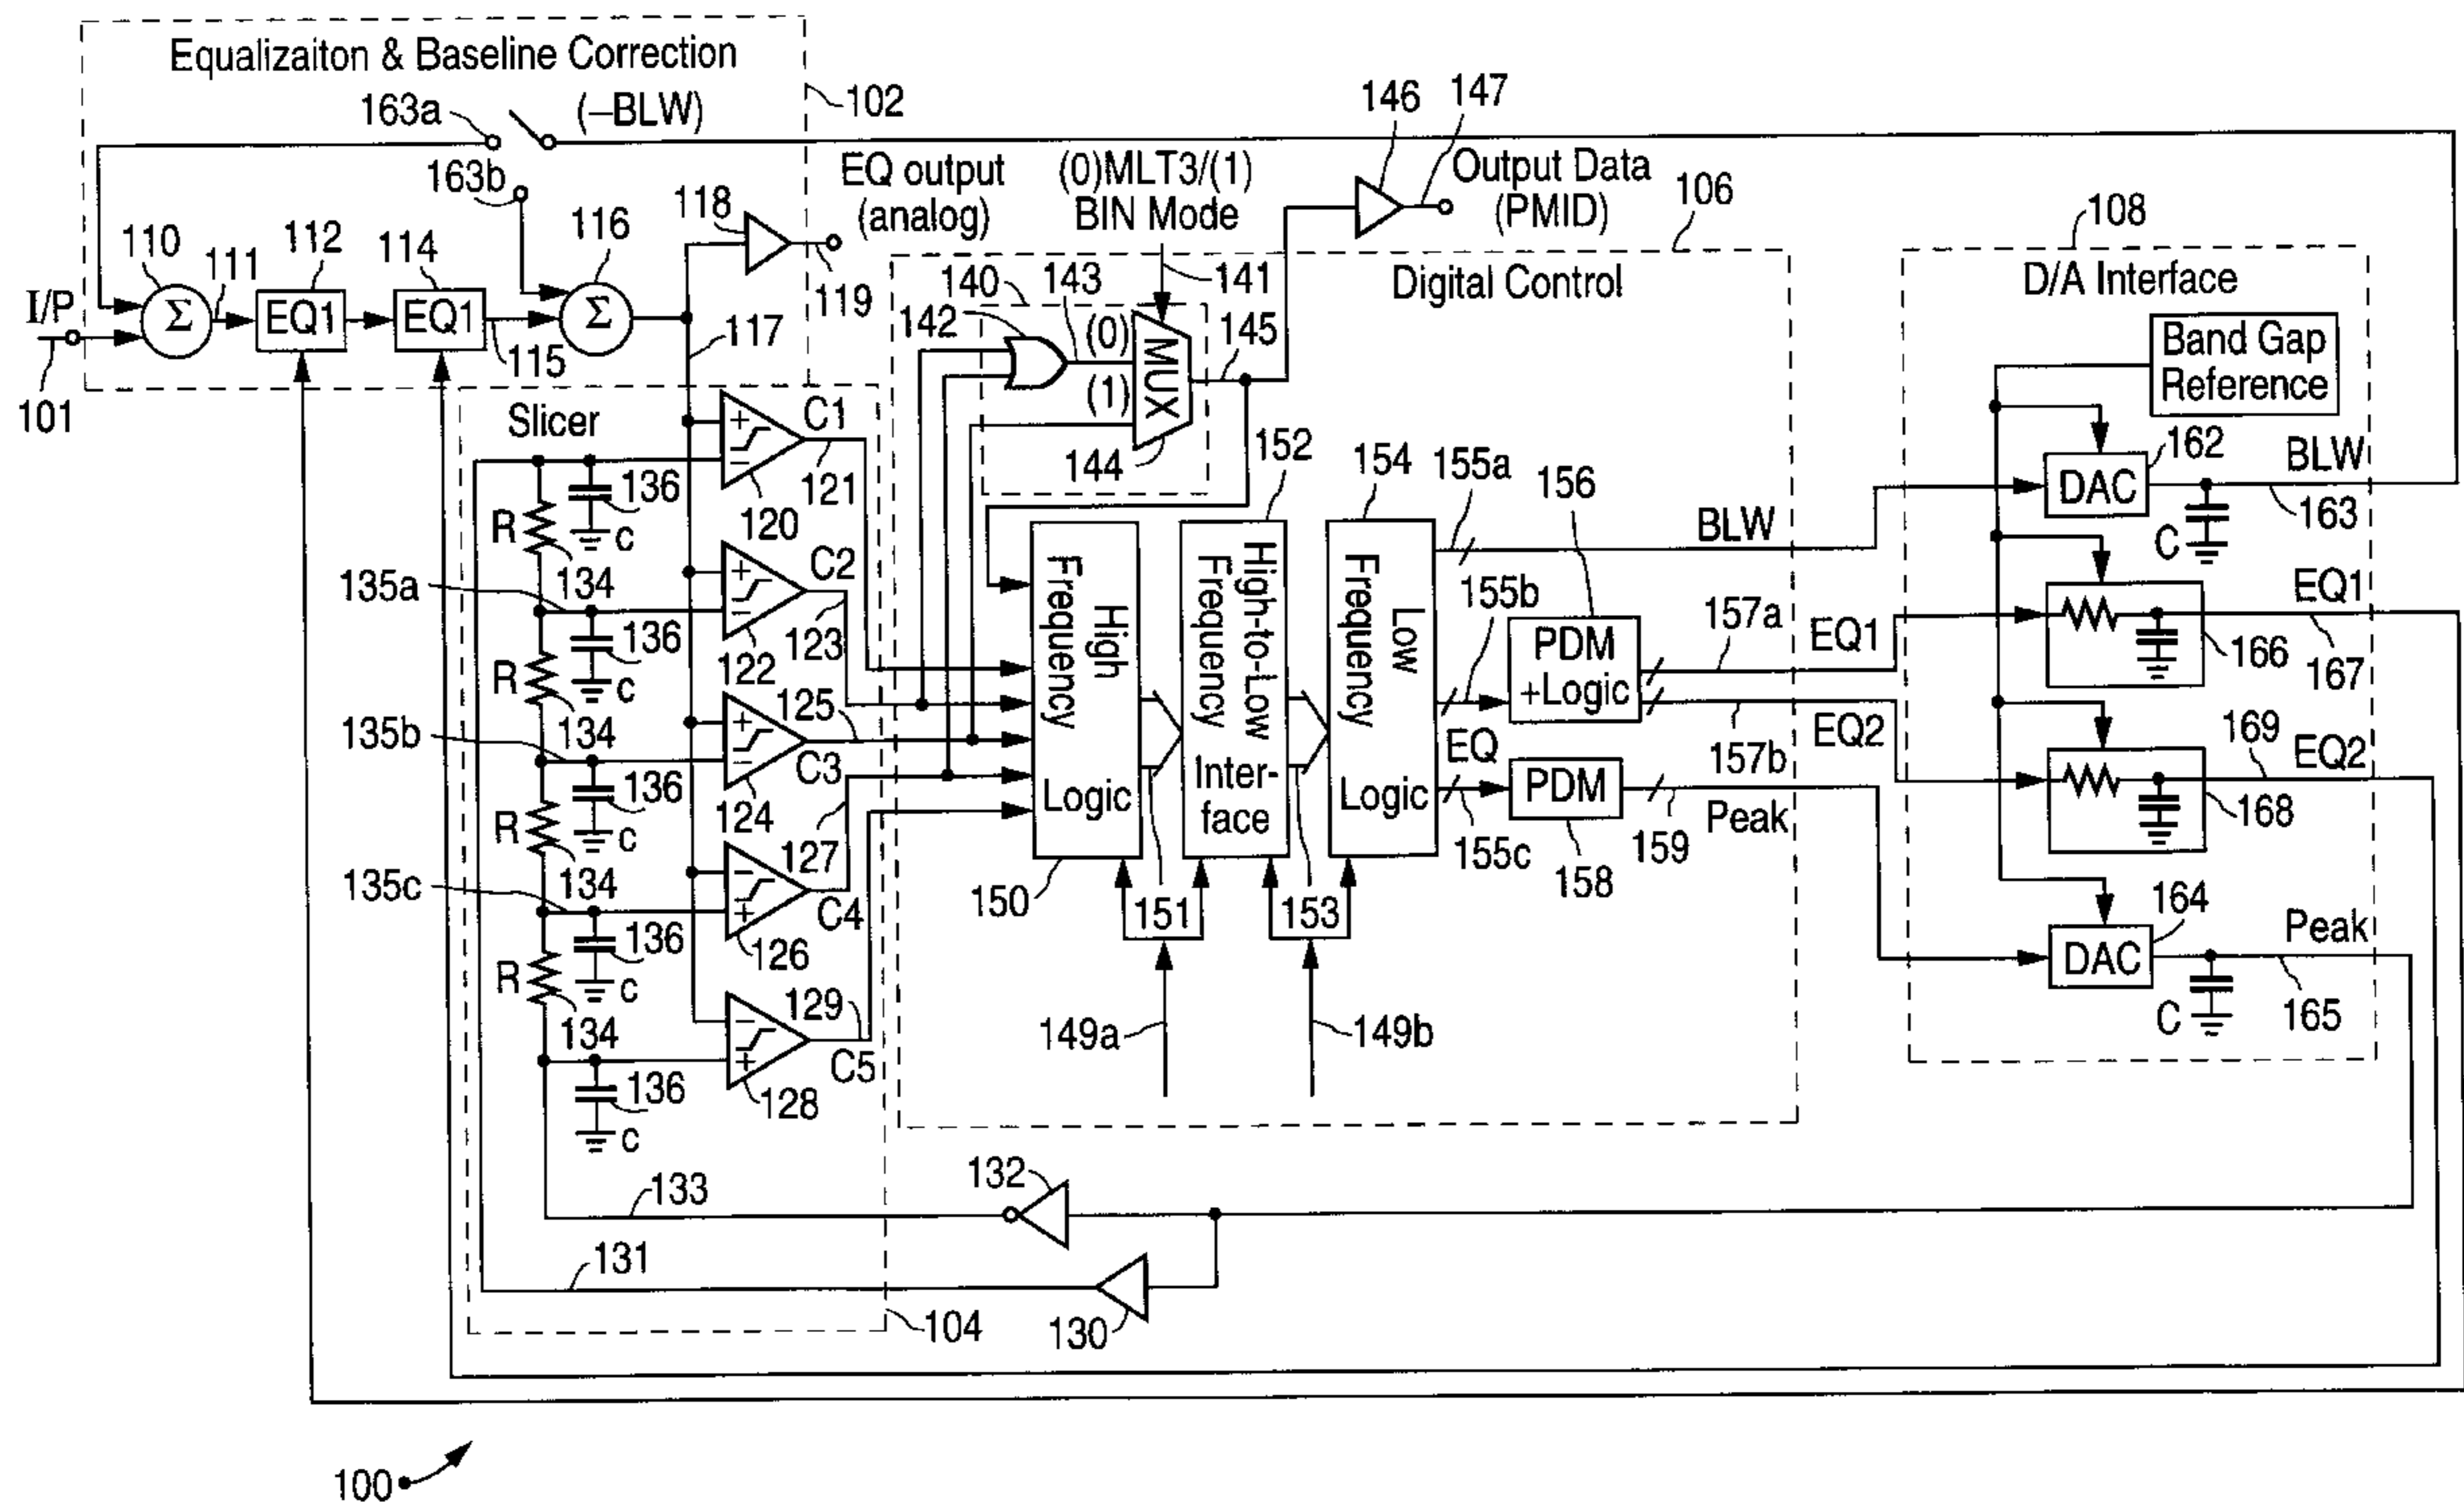 Equalizaiton & Baseline Correction
(–BLW)
102
163a
163b
146
147
EQ output
(analog)
(0)MLT3/(1)
BIN Mode
Output Data
(PMID)
106
108
110
111
112
114
116
118
119
I/P
Σ
EQ1
EQ1
Σ
115
117
101
140
143
141
142
(0)
(1)
MUX
144
145
Digital Control
D/A Interface
Band Gap
Reference
Slicer
C1
121
120
136
R
C
134
135a
C2
123
122
136
R
C
134
135b
125
C3
124
136
R
C
134
135c
127
C4
126
136
R
C
134
129
C5
128
136
C
152
154
155a
156
BLW
155b
High
Frequency
Logic
150
High-to-Low
Frequency
Inter-
face
Low
Frequency
Logic
EQ
PDM
+Logic
157a
EQ1
157b
EQ2
PDM
155c
158
159
Peak
151
153
149a
149b
DAC
162
BLW
C
163
EQ1
166
167
169
EQ2
168
DAC
164
Peak
C
165
133
132
131
130
104
100